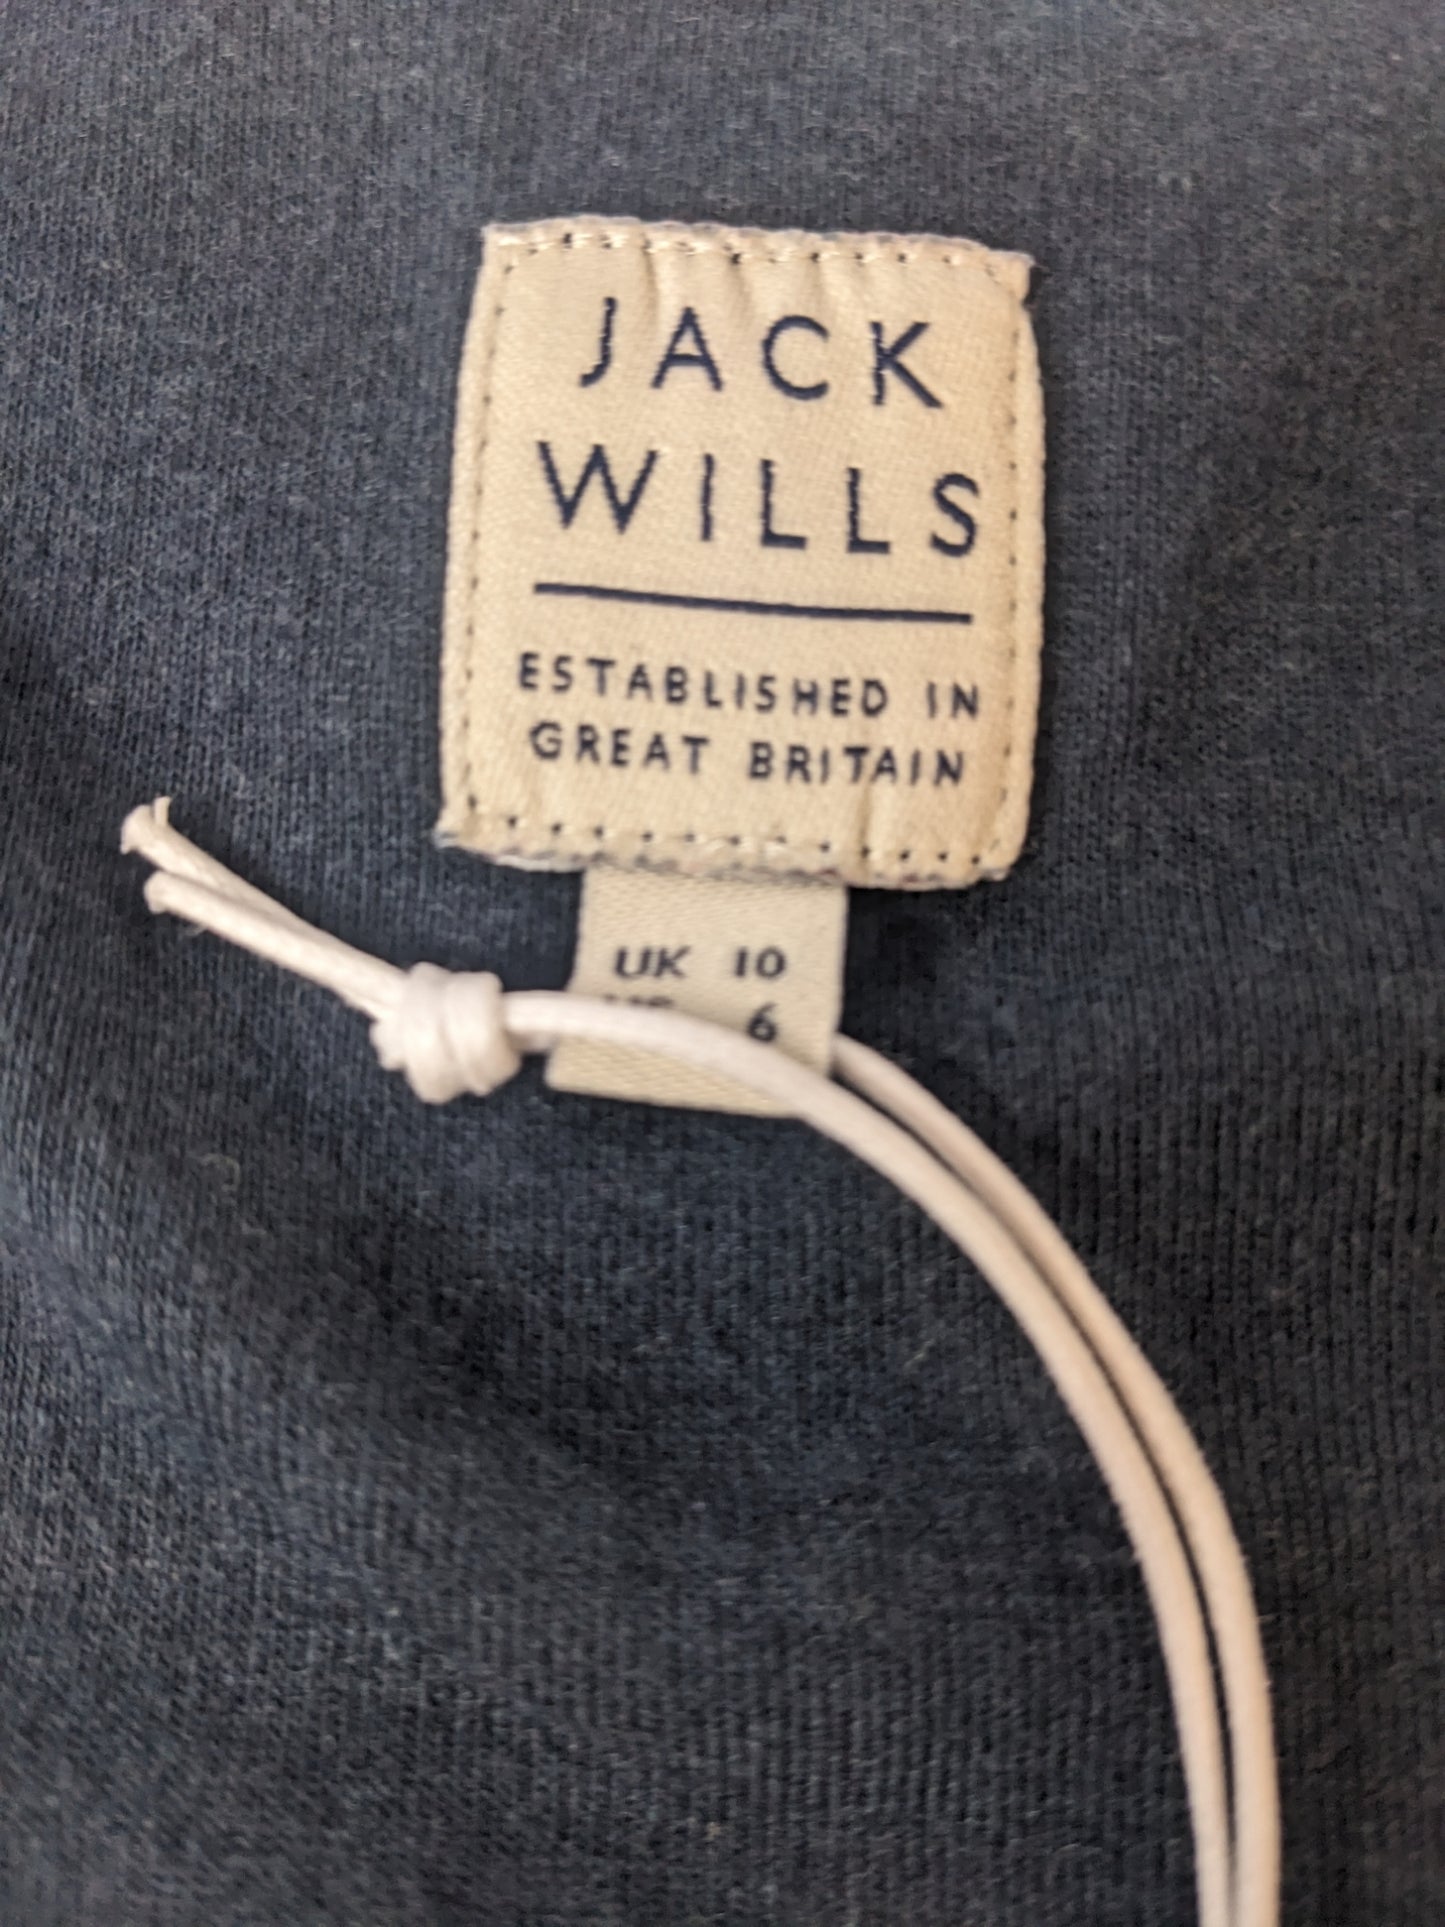 JACK
WILLS
ESTABLISHED IN
GREAT BRITAIN
UK 10
6